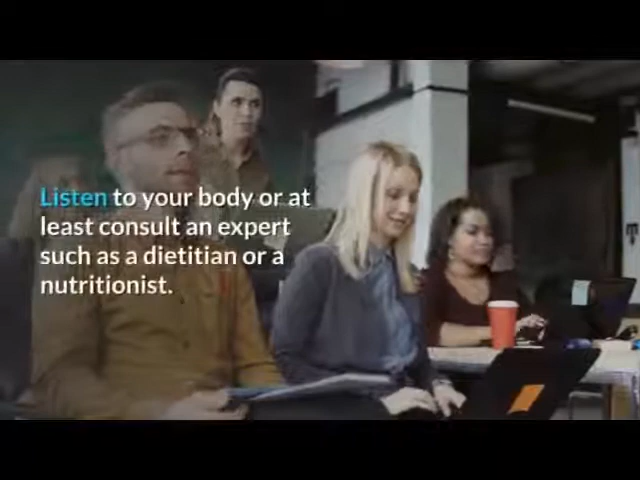 Listen to your body or at
least consult an expert
such as a dietitian or a
nutritionist.